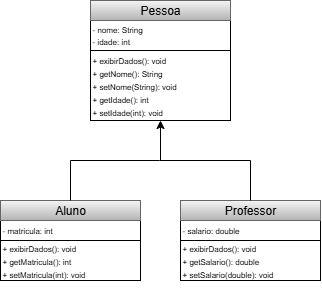 Pessoa
- nome: String
- idade: int
+ exibirDados(): void
+ getNome(): String
+ setNome(String): void
+ getIdade(): int
+ setIdade(int): void
Aluno
- matricula: int
+ exibirDados(): void
+ getMatricula(): int
+ setMatricula(int): void
Professor
- salario: double
+ exibirDados(): void
+ getSalario(): double
+ setSalario(double): void